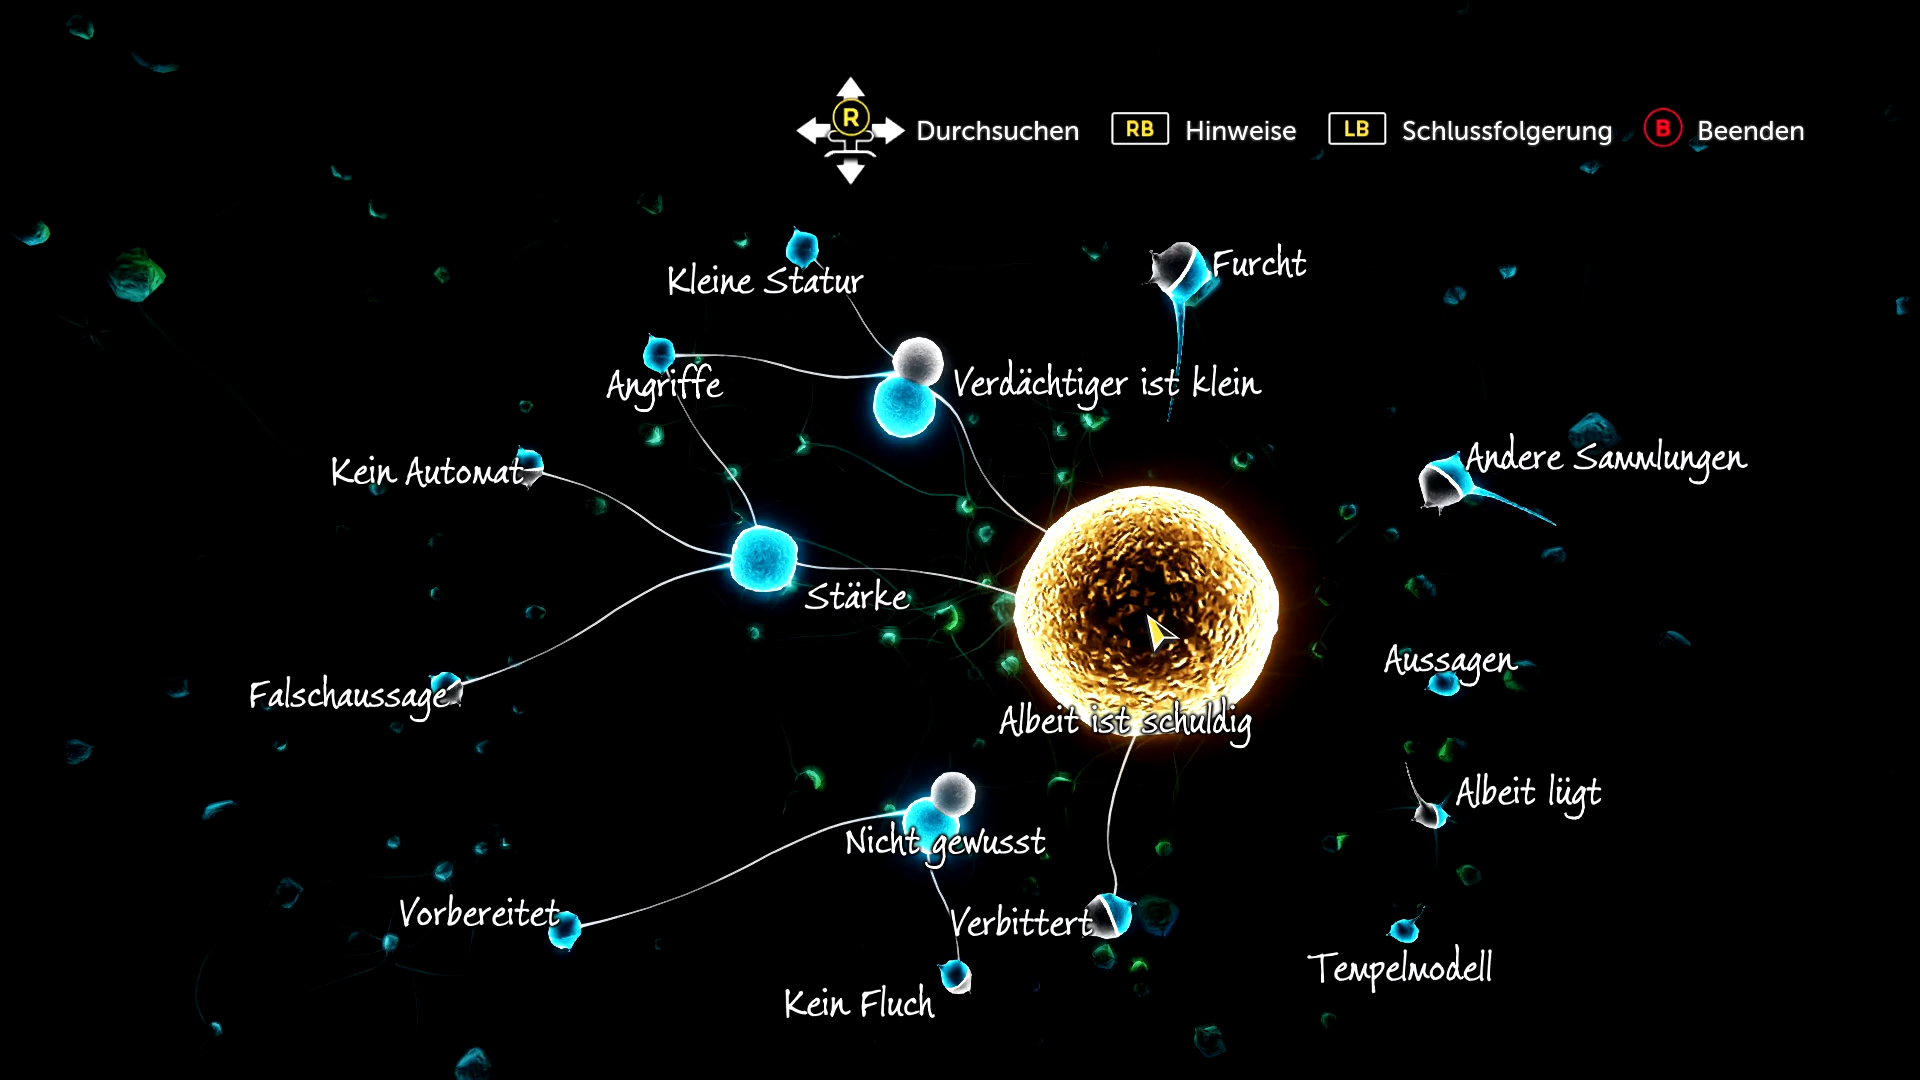 R Durchsuchen RB Hinweise LB Schlussfolgerung B Beenden
Kleine Statur
Furcht
Angriffe
Verdächtiger ist klein
Kein Automat
Andere Sammlungen
Stärke
Falschaussage
Aussagen
Albeit ist schuldig
Albeit lügt
Nicht gewusst
Vorbereitet
Verbittert
Tempelmodell
Kein Fluch